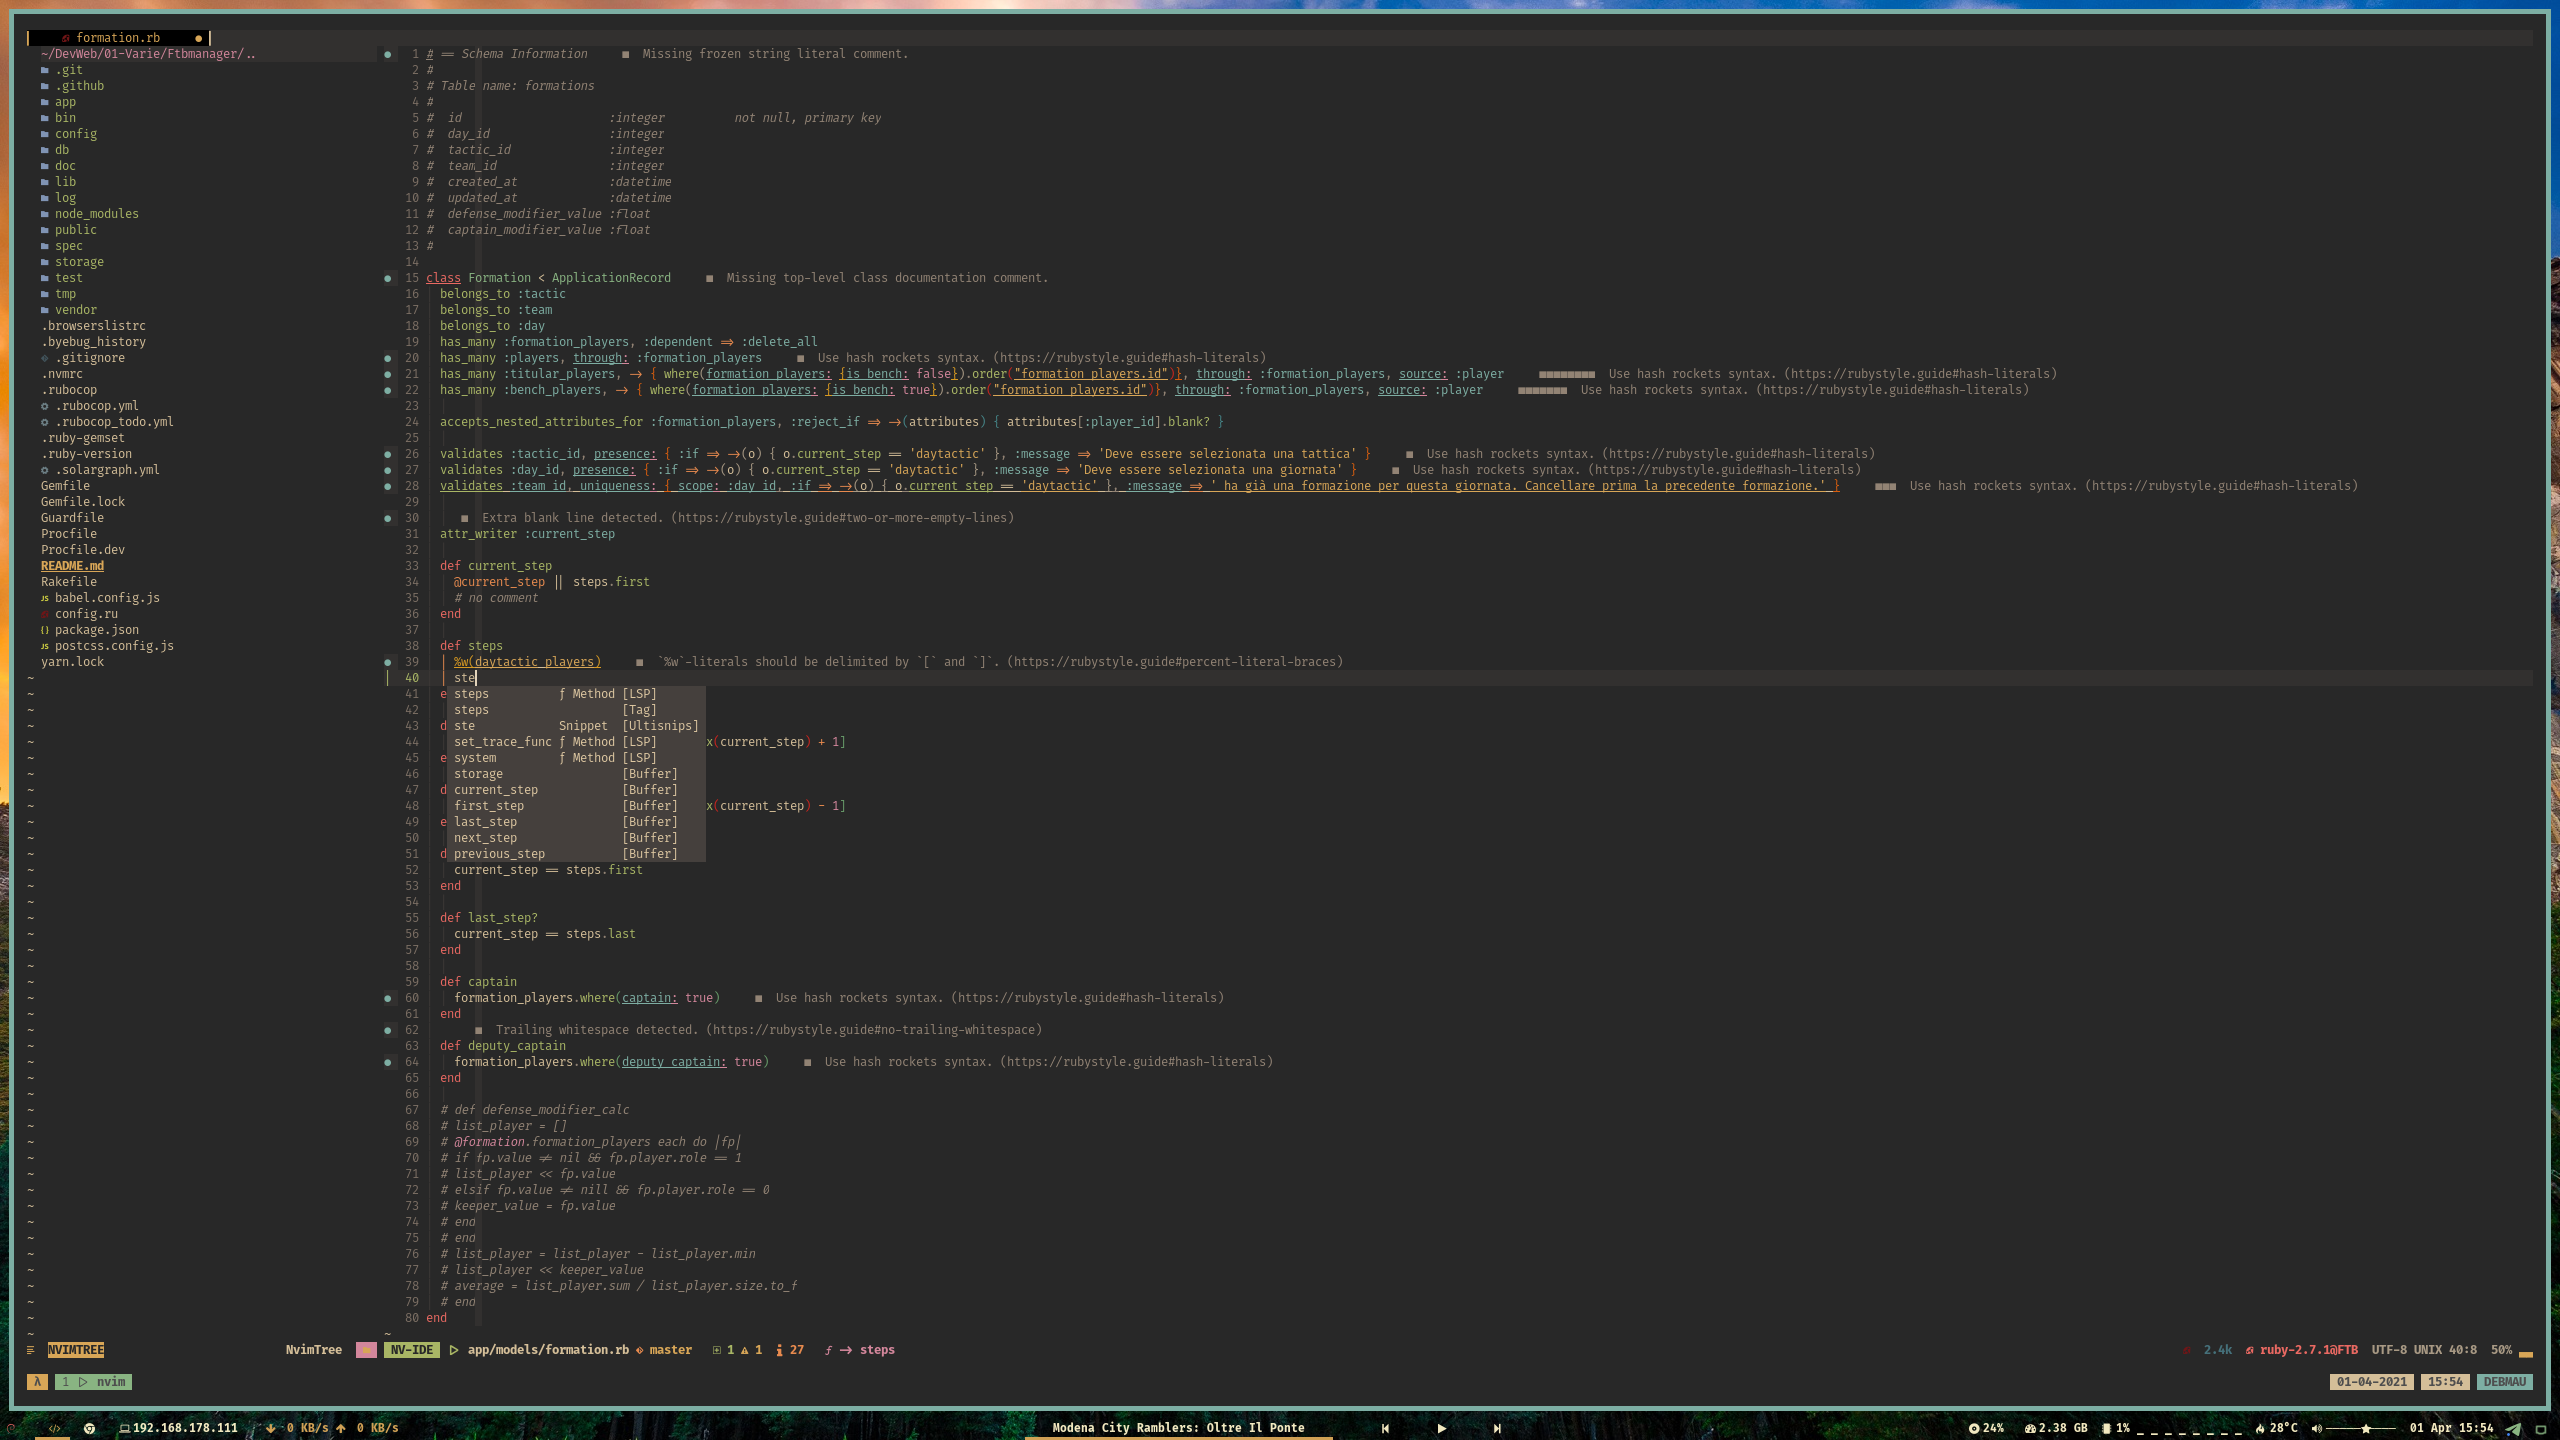 formation.rb
~/DevWeb/01-Varie/Ftbmanager/..
.git
.github
app
bin
config
db
doc
lib
log
node_modules
public
spec
storage
test
tmp
vendor
.browserslistrc
.byebug_history
.gitignore
.nvmrc
.rubocop
.rubocop.yml
.rubocop_todo.yml
.ruby-gemset
.ruby-version
.solargraph.yml
Gemfile
Gemfile.lock
Guardfile
Procfile
Procfile.dev
README.md
Rakefile
JS babel.config.js
config.ru
{} package.json
JS postcss.config.js
yarn.lock
1 # == Schema Information ■ Missing frozen string literal comment.
2 #
3 # Table name: formations
4 #
5 # id :integer not null, primary key
6 # day_id :integer
7 # tactic_id :integer
8 # team_id :integer
9 # created_at :datetime
10 # updated_at :datetime
11 # defense_modifier_value :float
12 # captain_modifier_value :float
13 #
14
15 class Formation < ApplicationRecord ■ Missing top-level class documentation comment.
16 belongs_to :tactic
17 belongs_to :team
18 belongs_to :day
19 has_many :formation_players, :dependent => :delete_all
20 has_many :players, through: :formation_players ■ Use hash rockets syntax. (https://rubystyle.guide#hash-literals)
21 has_many :titular_players, -> { where(formation_players: {is_bench: false}).order("formation_players.id")}, through: :formation_players, source: :player ■■■■■■■■ Use hash rockets syntax. (https://rubystyle.guide#hash-literals)
22 has_many :bench_players, -> { where(formation_players: {is_bench: true}).order("formation_players.id")}, through: :formation_players, source: :player ■■■■■■■ Use hash rockets syntax. (https://rubystyle.guide#hash-literals)
23
24 accepts_nested_attributes_for :formation_players, :reject_if => ->(attributes) { attributes[:player_id].blank? }
25
26 validates :tactic_id, presence: { :if => ->(o) { o.current_step == 'daytactic' }, :message => 'Deve essere selezionata una tattica' } ■ Use hash rockets syntax. (https://rubystyle.guide#hash-literals)
27 validates :day_id, presence: { :if => ->(o) { o.current_step == 'daytactic' }, :message => 'Deve essere selezionata una giornata' } ■ Use hash rockets syntax. (https://rubystyle.guide#hash-literals)
28 validates :team_id, uniqueness: { scope: :day_id, :if => ->(o) { o.current_step == 'daytactic' }, :message => ' ha già una formazione per questa giornata. Cancellare prima la precedente formazione.' } ■■■ Use hash rockets syntax. (https://rubystyle.guide#hash-literals)
29
30 ■ Extra blank line detected. (https://rubystyle.guide#two-or-more-empty-lines)
31 attr_writer :current_step
32
33 def current_step
34 @current_step || steps.first
35 # no comment
36 end
37
38 def steps
39 %w(daytactic players) ■ `%w`-literals should be delimited by `[` and `]`. (https://rubystyle.guide#percent-literal-braces)
40 ste
41 e steps ƒ Method [LSP]
42 steps [Tag]
43 d ste Snippet [Ultisnips]
44 set_trace_func ƒ Method [LSP] x(current_step) + 1]
45 e system ƒ Method [LSP]
46 storage [Buffer]
47 d current_step [Buffer]
48 first_step [Buffer] x(current_step) - 1]
49 e last_step [Buffer]
50 next_step [Buffer]
51 d previous_step [Buffer]
52 current_step == steps.first
53 end
54
55 def last_step?
56 current_step == steps.last
57 end
58
59 def captain
60 formation_players.where(captain: true) ■ Use hash rockets syntax. (https://rubystyle.guide#hash-literals)
61 end
62 ■ Trailing whitespace detected. (https://rubystyle.guide#no-trailing-whitespace)
63 def deputy_captain
64 formation_players.where(deputy_captain: true) ■ Use hash rockets syntax. (https://rubystyle.guide#hash-literals)
65 end
66
67 # def defense_modifier_calc
68 # list_player = []
69 # @formation.formation_players each do |fp|
70 # if fp.value != nil && fp.player.role == 1
71 # list_player << fp.value
72 # elsif fp.value != nill && fp.player.role == 0
73 # keeper_value = fp.value
74 # end
75 # end
76 # list_player = list_player - list_player.min
77 # list_player << keeper_value
78 # average = list_player.sum / list_player.size.to_f
79 # end
80 end
NVIMTREE NvimTree NV-IDE app/models/formation.rb master 1 1 27 ƒ -> steps 2.4k ruby-2.7.1@FTB UTF-8 UNIX 40:8 50%
λ 1 nvim 01-04-2021 15:54 DEBMAU
192.168.178.111 0 KB/s 0 KB/s Modena City Ramblers: Oltre Il Ponte 24% 2.38 GB 1% 28°C 01 Apr 15:54